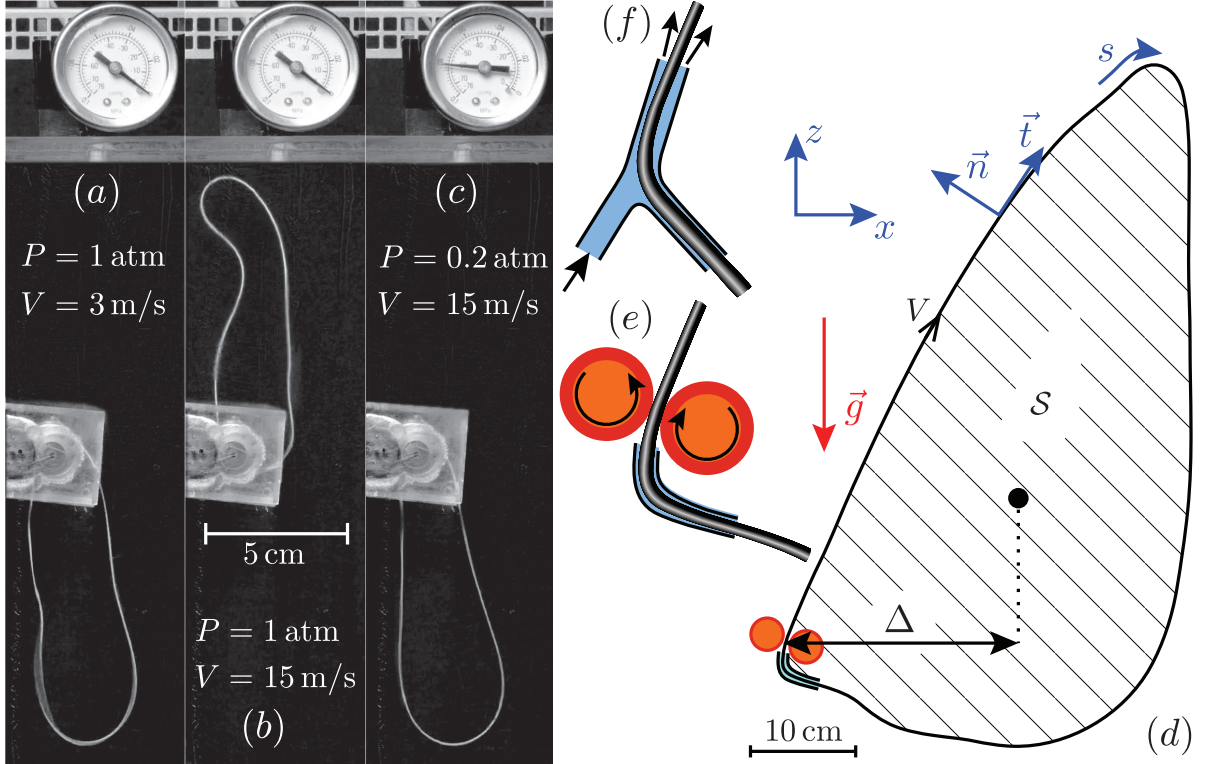 (a)
P = 1 atm
V = 3 m/s
(b)
P = 1 atm
V = 15 m/s
5 cm
(c)
P = 0.2 atm
V = 15 m/s
(f)
(e)
z
x
g⃗
s
t⃗
n⃗
V
𝒮
Δ
10 cm
(d)